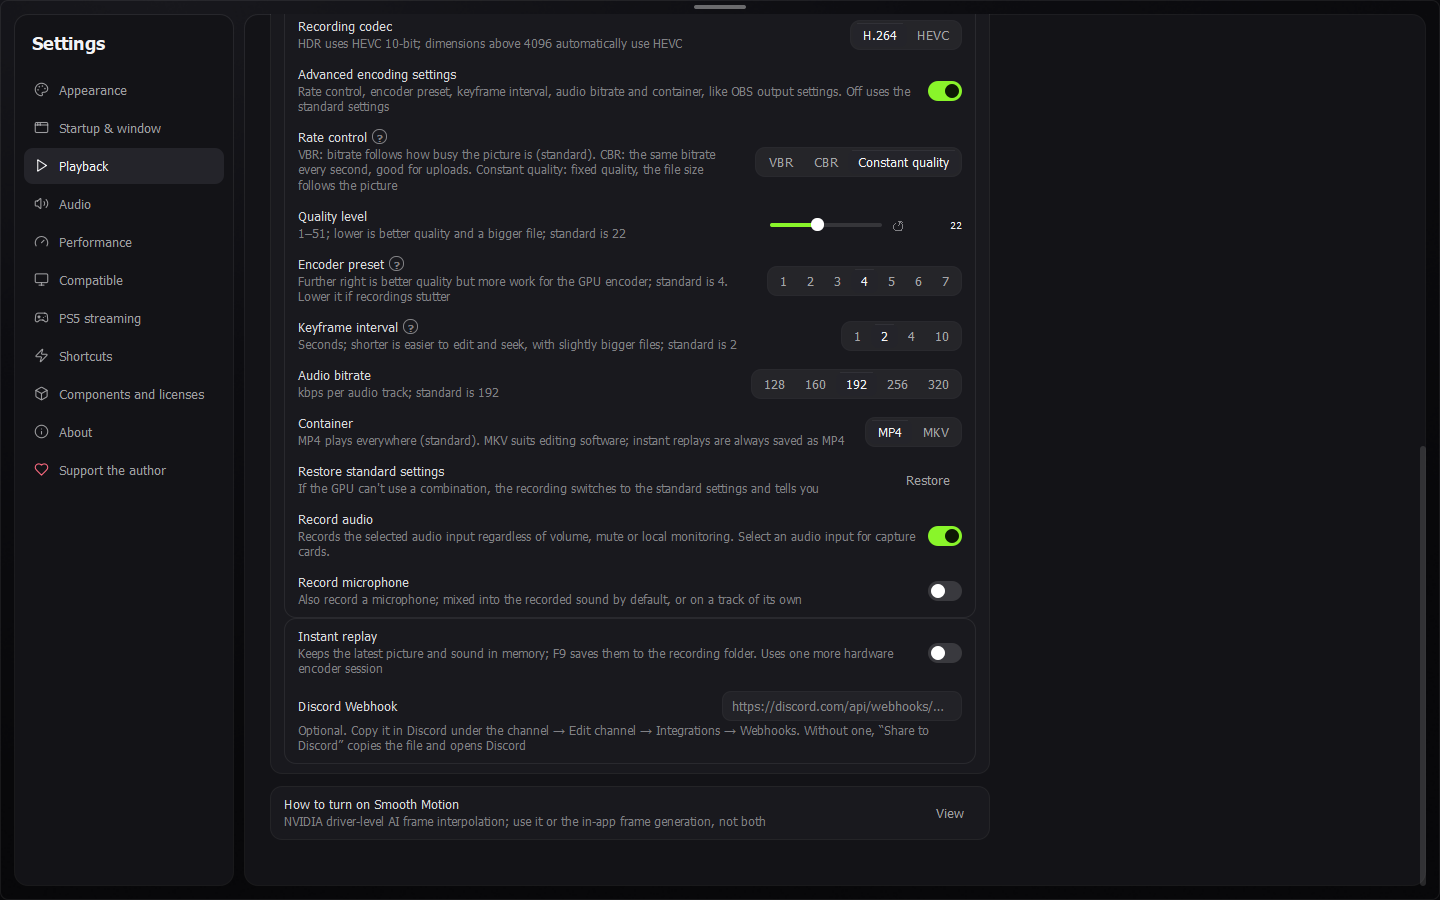 Settings
Appearance
Startup & window
Playback
Audio
Performance
Compatible
PS5 streaming
Shortcuts
Components and licenses
About
Support the author
Recording codec
HDR uses HEVC 10-bit; dimensions above 4096 automatically use HEVC
H.264 HEVC
Advanced encoding settings
Rate control, encoder preset, keyframe interval, audio bitrate and container, like OBS output settings. Off uses the
standard settings
Rate control ?
VBR: bitrate follows how busy the picture is (standard). CBR: the same bitrate
every second, good for uploads. Constant quality: fixed quality, the file size
follows the picture
VBR CBR Constant quality
Quality level
1–51; lower is better quality and a bigger file; standard is 22
22
Encoder preset ?
Further right is better quality but more work for the GPU encoder; standard is 4.
Lower it if recordings stutter
1 2 3 4 5 6 7
Keyframe interval ?
Seconds; shorter is easier to edit and seek, with slightly bigger files; standard is 2
1 2 4 10
Audio bitrate
kbps per audio track; standard is 192
128 160 192 256 320
Container
MP4 plays everywhere (standard). MKV suits editing software; instant replays are always saved as MP4
MP4 MKV
Restore standard settings
If the GPU can't use a combination, the recording switches to the standard settings and tells you
Restore
Record audio
Records the selected audio input regardless of volume, mute or local monitoring. Select an audio input for capture
cards.
Record microphone
Also record a microphone; mixed into the recorded sound by default, or on a track of its own
Instant replay
Keeps the latest picture and sound in memory; F9 saves them to the recording folder. Uses one more hardware
encoder session
Discord Webhook
https://discord.com/api/webhooks/...
Optional. Copy it in Discord under the channel → Edit channel → Integrations → Webhooks. Without one, “Share to
Discord” copies the file and opens Discord
How to turn on Smooth Motion
NVIDIA driver-level AI frame interpolation; use it or the in-app frame generation, not both
View